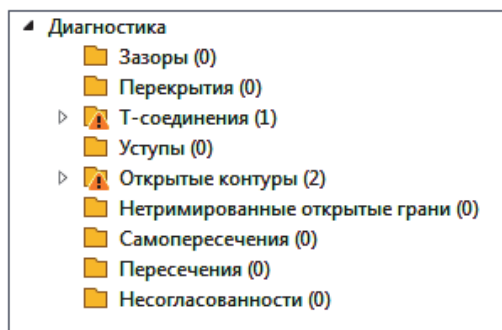 Диагностика
Зазоры (0)
Перекрытия (0)
Т-соединения (1)
Уступы (0)
Открытые контуры (2)
Нетримированные открытые грани (0)
Самопересечения (0)
Пересечения (0)
Несогласованности (0)